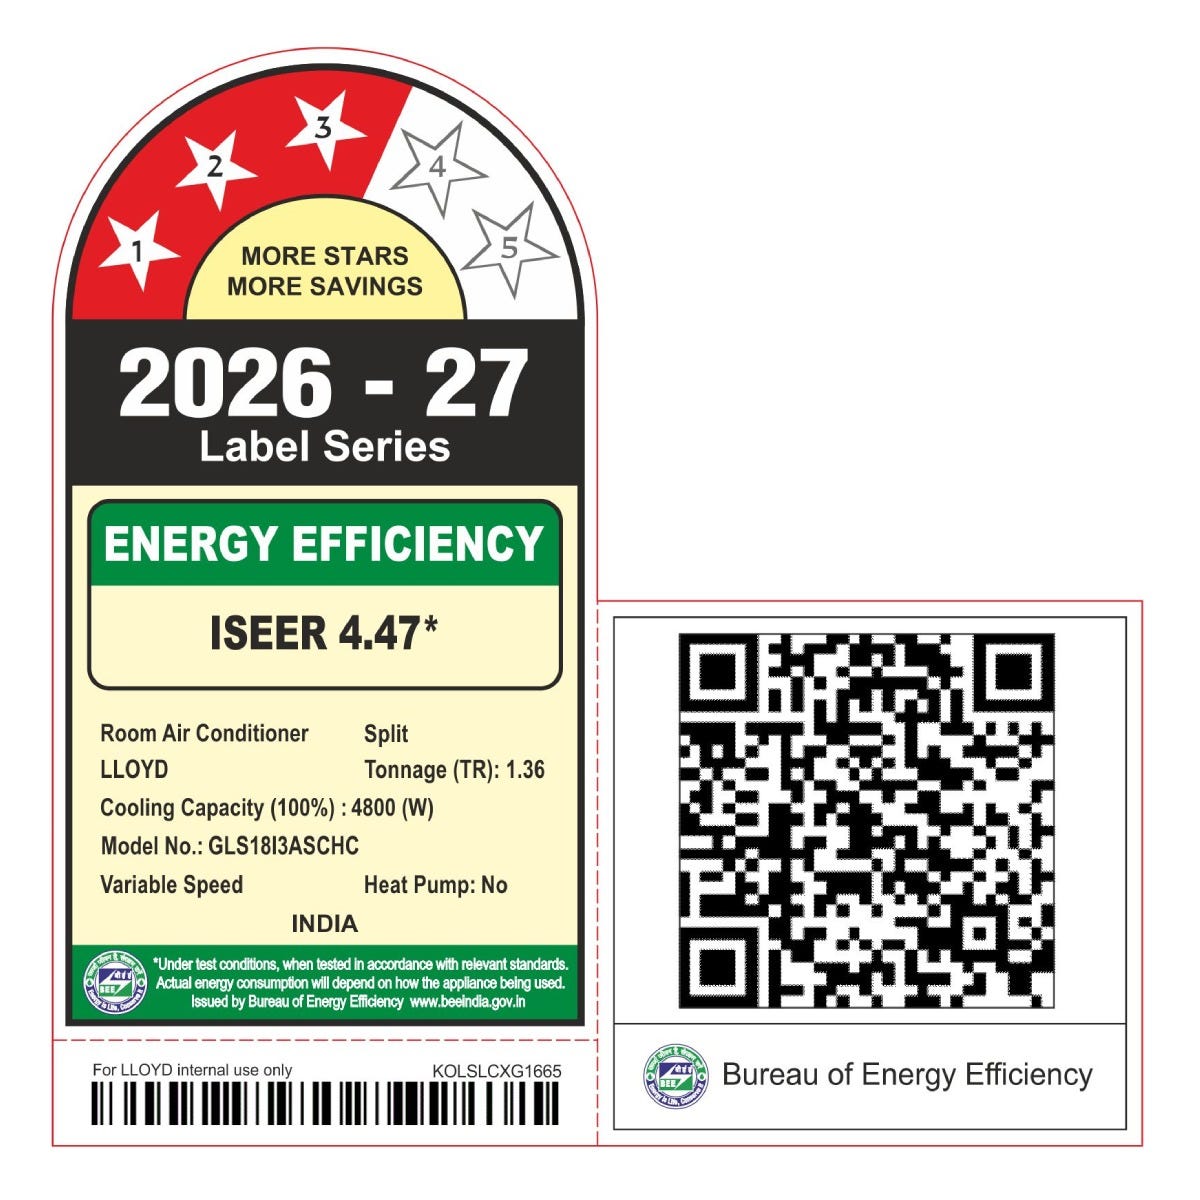 1
2
3
4
5
MORE STARS
MORE SAVINGS
2026 - 27
Label Series
ENERGY EFFICIENCY
ISEER 4.47*
Room Air Conditioner Split
LLOYD Tonnage (TR): 1.36
Cooling Capacity (100%) : 4800 (W)
Model No.: GLS18I3ASCHC
Variable Speed Heat Pump: No
INDIA
BEE
*Under test conditions, when tested in accordance with relevant standards.
Actual energy consumption will depend on how the appliance being used.
Issued by Bureau of Energy Efficiency www.beeindia.gov.in
For LLOYD internal use only KOLSLCXG1665
BEE
Bureau of Energy Efficiency